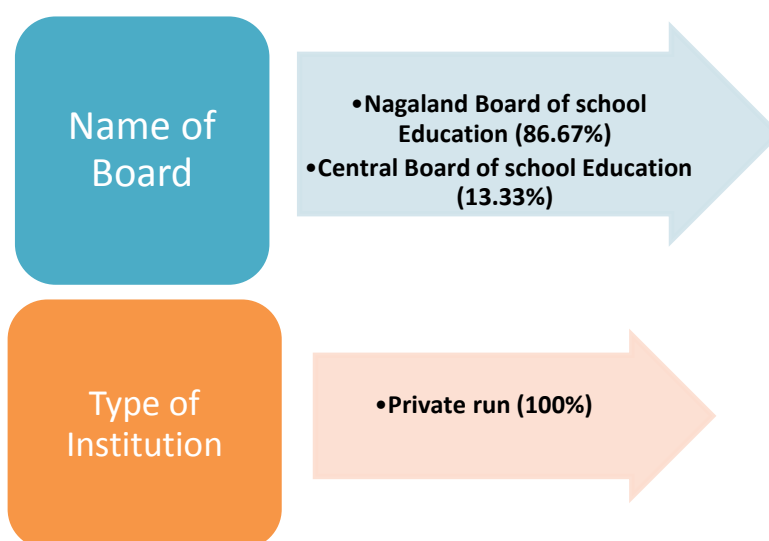 Name of
Board
•Nagaland Board of school
Education (86.67%)
•Central Board of school Education
(13.33%)
Type of
Institution
•Private run (100%)